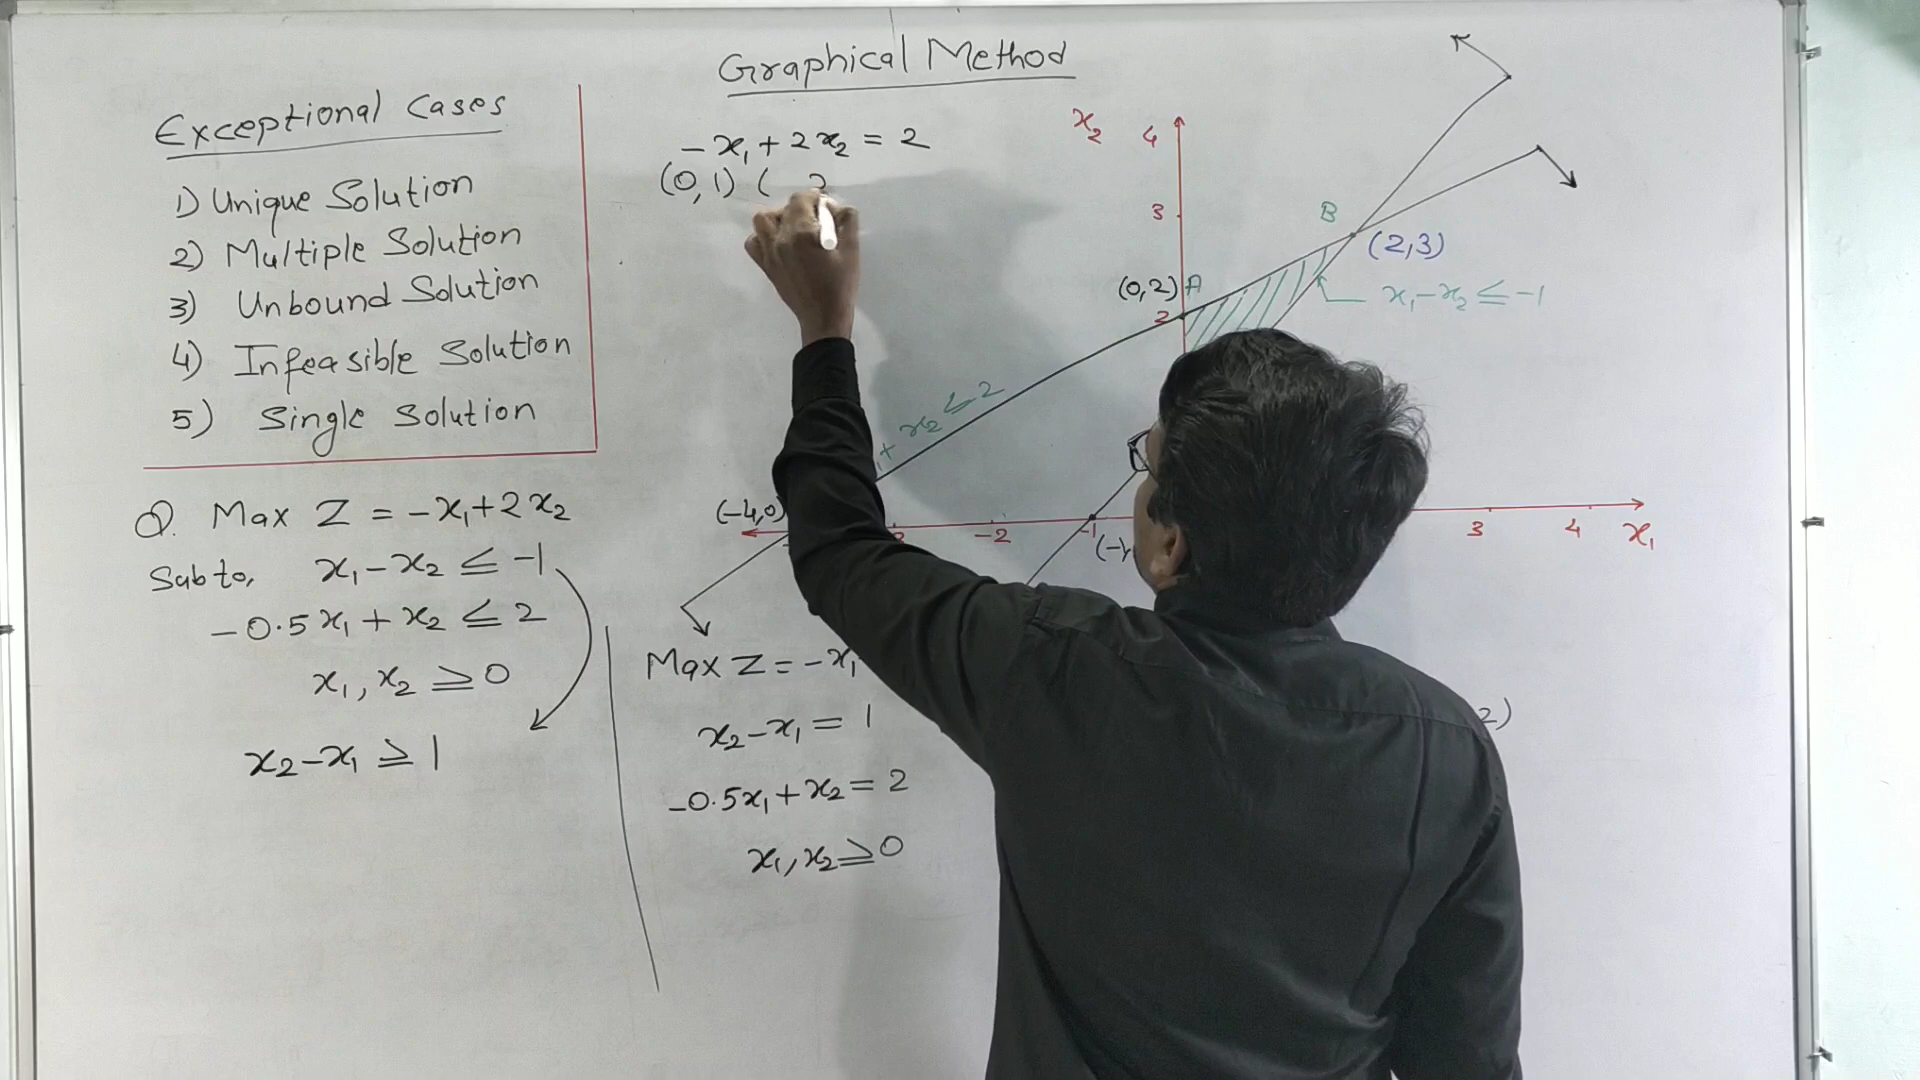 Graphical Method
Exceptional Cases
1) Unique Solution
2) Multiple Solution
3) Unbound Solution
4) Infeasible Solution
5) Single Solution
Q. Max Z = -x₁+2x₂
Sub to, x₁-x₂ ≤ -1
-0.5x₁+x₂ ≤ 2
x₁, x₂ ≥ 0
x₂-x₁ ≥ 1
-x₁+2x₂ = 2
(0,1) (
Max Z = -x₁
x₂-x₁ = 1
-0.5x₁+x₂ = 2
x₁, x₂ ≥ 0
x₂
4
3
2
(0,2) A
B
(2,3)
x₁-x₂ ≤ -1
+ x₂ ≤ 2
(-4,0)
-2
-1
3
4
x₁
2)